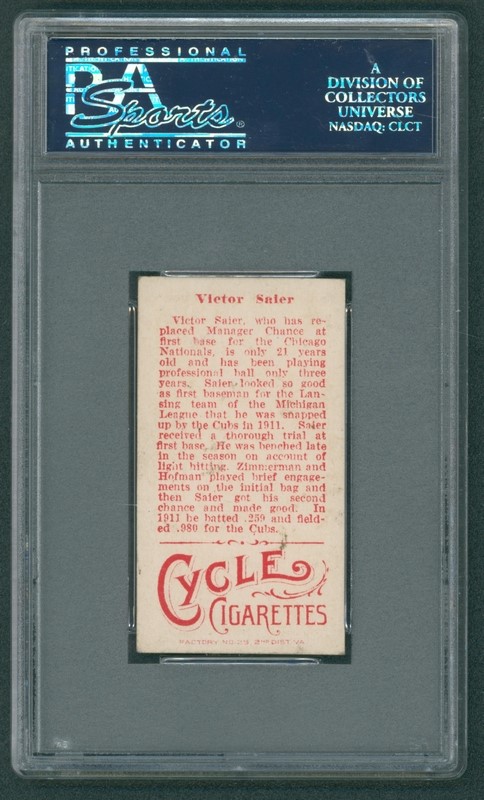 PROFESSIONAL
PSA
Sports®
AUTHENTICATOR
A
DIVISION OF
COLLECTORS
UNIVERSE
NASDAQ: CLCT
Victor Saier
Victor Saier, who has re-
placed Manager Chance at
first base for the Chicago
Nationals, is only 21 years
old and has been playing
professional ball only three
years. Saier looked so good
as first baseman for the Lan-
sing team of the Michigan
League that he was snapped
up by the Cubs in 1911. Saier
received a thorough trial at
first base. He was benched late
in the season on account of
light hitting. Zimmerman and
Hofman played brief engage-
ments on the initial bag and
then Saier got his second
chance and made good. In
1911 he batted .259 and field-
ed .980 for the Cubs.
CYCLE
CIGARETTES
FACTORY NO. 25, 2ND DIST. VA.